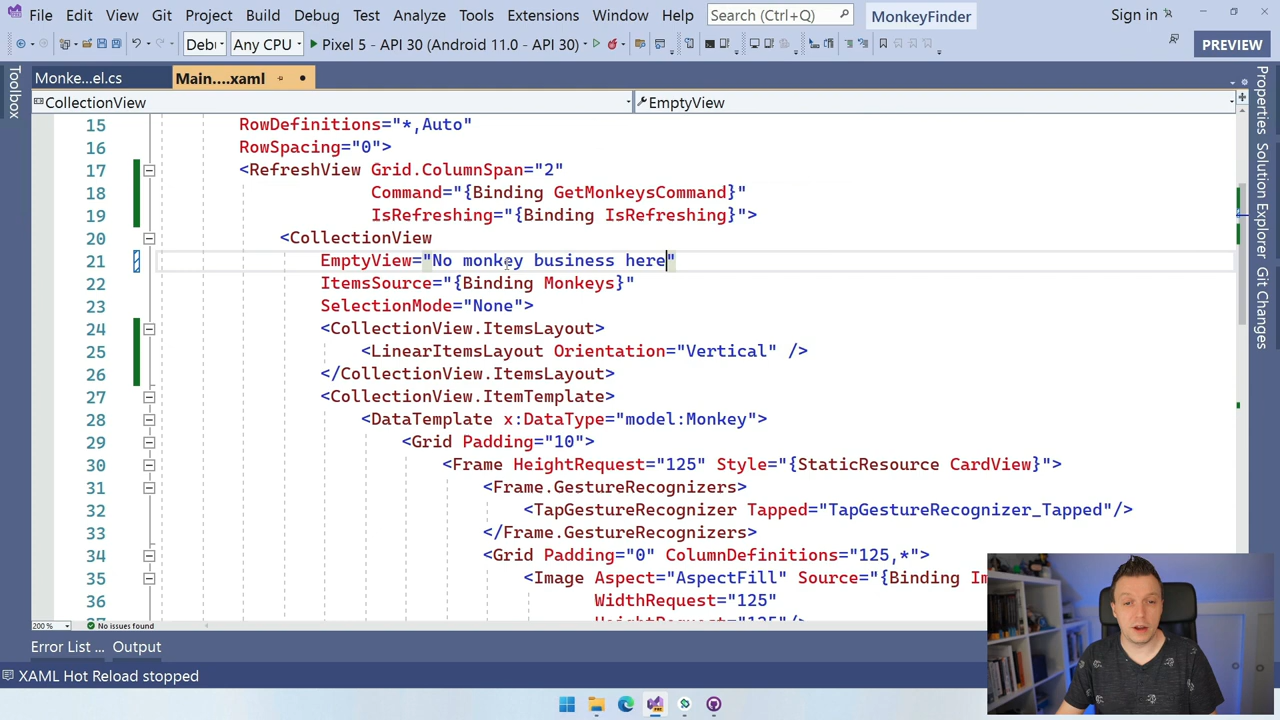 File Edit View Git Project Build Debug Test Analyze Tools Extensions Window Help Search (Ctrl+Q) MonkeyFinder Sign in
Debu Any CPU Pixel 5 - API 30 (Android 11.0 - API 30) PREVIEW
Monke...el.cs Main....xaml
CollectionView EmptyView
Toolbox
Properties
Solution Explorer
Git Changes
15 RowDefinitions="*,Auto"
16 RowSpacing="0">
17 <RefreshView Grid.ColumnSpan="2"
18 Command="{Binding GetMonkeysCommand}"
19 IsRefreshing="{Binding IsRefreshing}">
20 <CollectionView
21 EmptyView="No monkey business here"
22 ItemsSource="{Binding Monkeys}"
23 SelectionMode="None">
24 <CollectionView.ItemsLayout>
25 <LinearItemsLayout Orientation="Vertical" />
26 </CollectionView.ItemsLayout>
27 <CollectionView.ItemTemplate>
28 <DataTemplate x:DataType="model:Monkey">
29 <Grid Padding="10">
30 <Frame HeightRequest="125" Style="{StaticResource CardView}">
31 <Frame.GestureRecognizers>
32 <TapGestureRecognizer Tapped="TapGestureRecognizer_Tapped"/>
33 </Frame.GestureRecognizers>
34 <Grid Padding="0" ColumnDefinitions="125,*">
35 <Image Aspect="AspectFill" Source="{Binding Im
36 WidthRequest="125"
HeightRequest="125"/>
200 % No issues found
Error List ... Output
XAML Hot Reload stopped